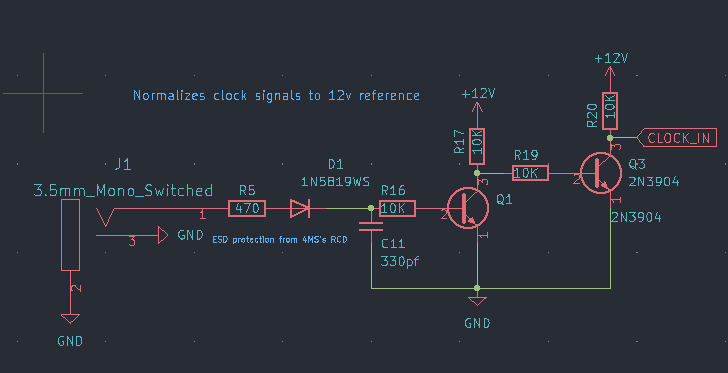 +12V
Normalizes clock signals to 12v reference
+12V
R20
10K
CLOCK_IN
R17
10K
3
J1
D1
R19
10K
3
Q3
2
2N3904
3.5mm_Mono_Switched
1N5819WS
R5
R16
1
470
10K
3
2
Q1
1
2N3904
1
GND
3
ESD protection from 4MS's RCD
C11
330pf
2
GND
GND